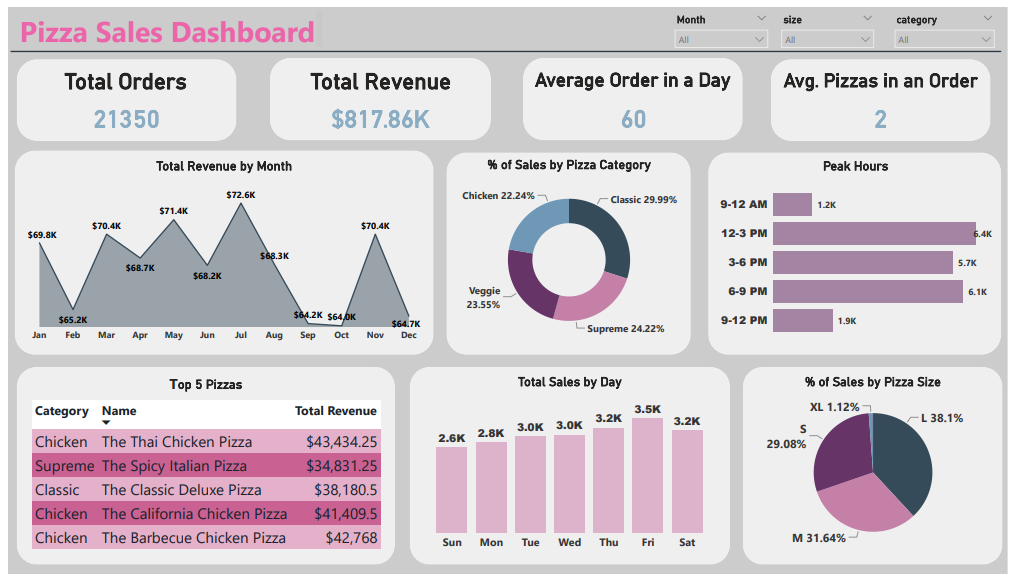 Pizza Sales Dashboard
Month
size
category
All
All
All
Total Orders
21350
Total Revenue
$817.86K
Average Order in a Day
60
Avg. Pizzas in an Order
2
Total Revenue by Month
$69.8K
$65.2K
$70.4K
$68.7K
$71.4K
$68.2K
$72.6K
$68.3K
$64.2K
$64.0K
$70.4K
$64.7K
Jan Feb Mar Apr May Jun Jul Aug Sep Oct Nov Dec
% of Sales by Pizza Category
Chicken 22.24%
Classic 29.99%
Veggie
23.55%
Supreme 24.22%
Peak Hours
9-12 AM 1.2K
12-3 PM 6.4K
3-6 PM 5.7K
6-9 PM 6.1K
9-12 PM 1.9K
Top 5 Pizzas
Category Name Total Revenue
Chicken The Thai Chicken Pizza $43,434.25
Supreme The Spicy Italian Pizza $34,831.25
Classic The Classic Deluxe Pizza $38,180.5
Chicken The California Chicken Pizza $41,409.5
Chicken The Barbecue Chicken Pizza $42,768
Total Sales by Day
2.6K 2.8K 3.0K 3.0K 3.2K 3.5K 3.2K
Sun Mon Tue Wed Thu Fri Sat
% of Sales by Pizza Size
XL 1.12%
L 38.1%
S
29.08%
M 31.64%